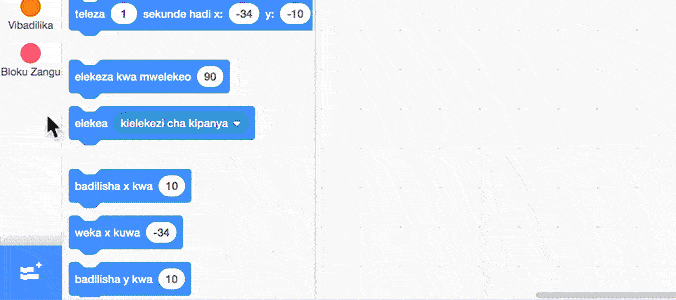 Vibadilika
Bloku Zangu
teleza 1 sekunde hadi x: -34 y: -10
elekeza kwa mwelekeo 90
elekea kielekezi cha kipanya
badilisha x kwa 10
weka x kuwa -34
badilisha y kwa 10